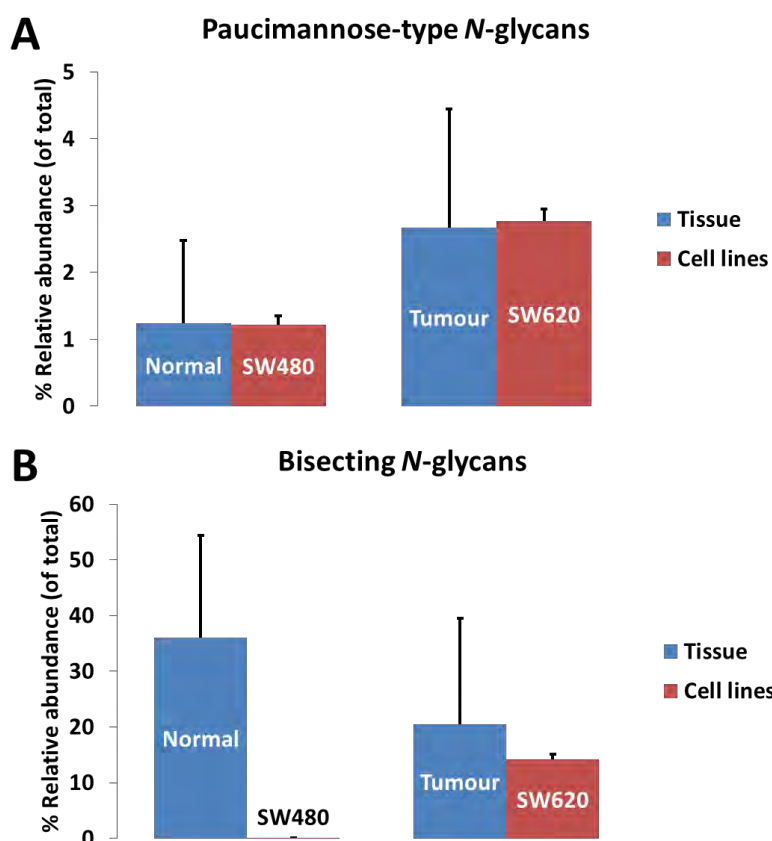 A
Paucimannose-type N-glycans
% Relative abundance (of total)
5
4
3
2
1
0
Normal
SW480
Tumour
SW620
Tissue
Cell lines
B
Bisecting N-glycans
% Relative abundance (of total)
60
50
40
30
20
10
0
Normal
SW480
Tumour
SW620
Tissue
Cell lines